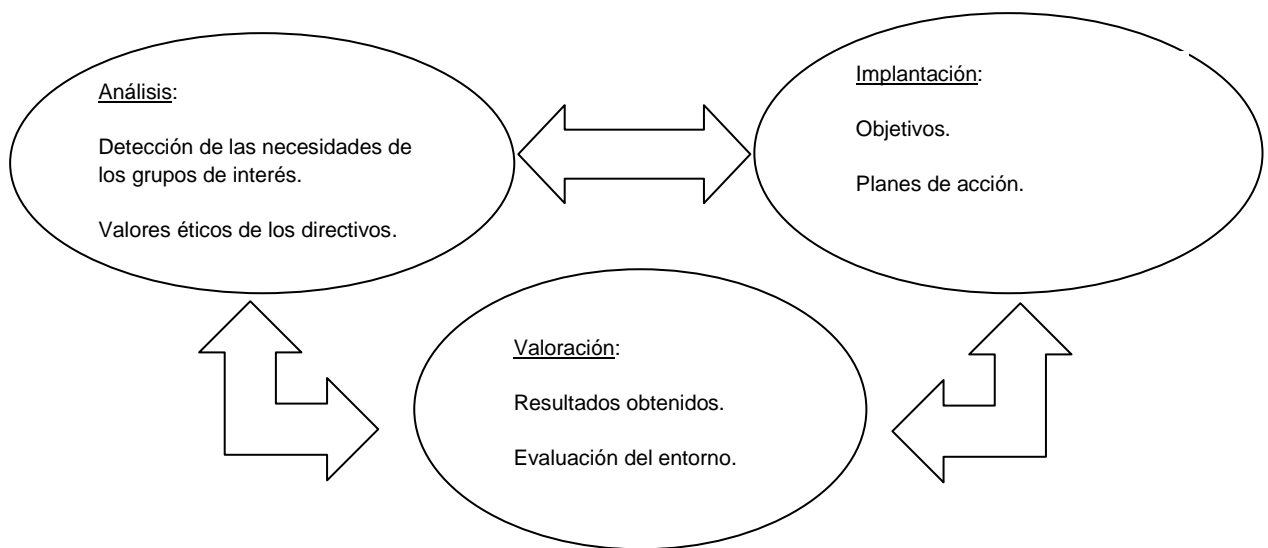 Análisis:
Detección de las necesidades de
los grupos de interés.
Valores éticos de los directivos.
Implantación:
Objetivos.
Planes de acción.
Valoración:
Resultados obtenidos.
Evaluación del entorno.